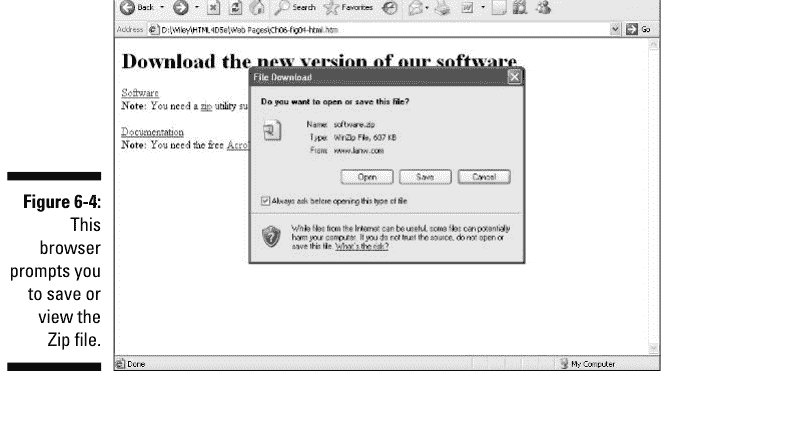 Back Search Favorites
Address D:\Wiley\HTML4D5e\Web Pages\Ch06-fig04-html.htm Go
Download the new version of our software
File Download
Software
Note: You need a zip utility su
Documentation
Note: You need the free Acro
Do you want to open or save this file?
Name: software.zip
Type: WinZip File, 607 KB
From: www.lanw.com
Open Save Cancel
Always ask before opening this type of file
While files from the Internet can be useful, some files can potentially
harm your computer. If you do not trust the source, do not open or
save this file. What's the risk?
Figure 6-4:
This
browser
prompts you
to save or
view the
Zip file.
Done My Computer